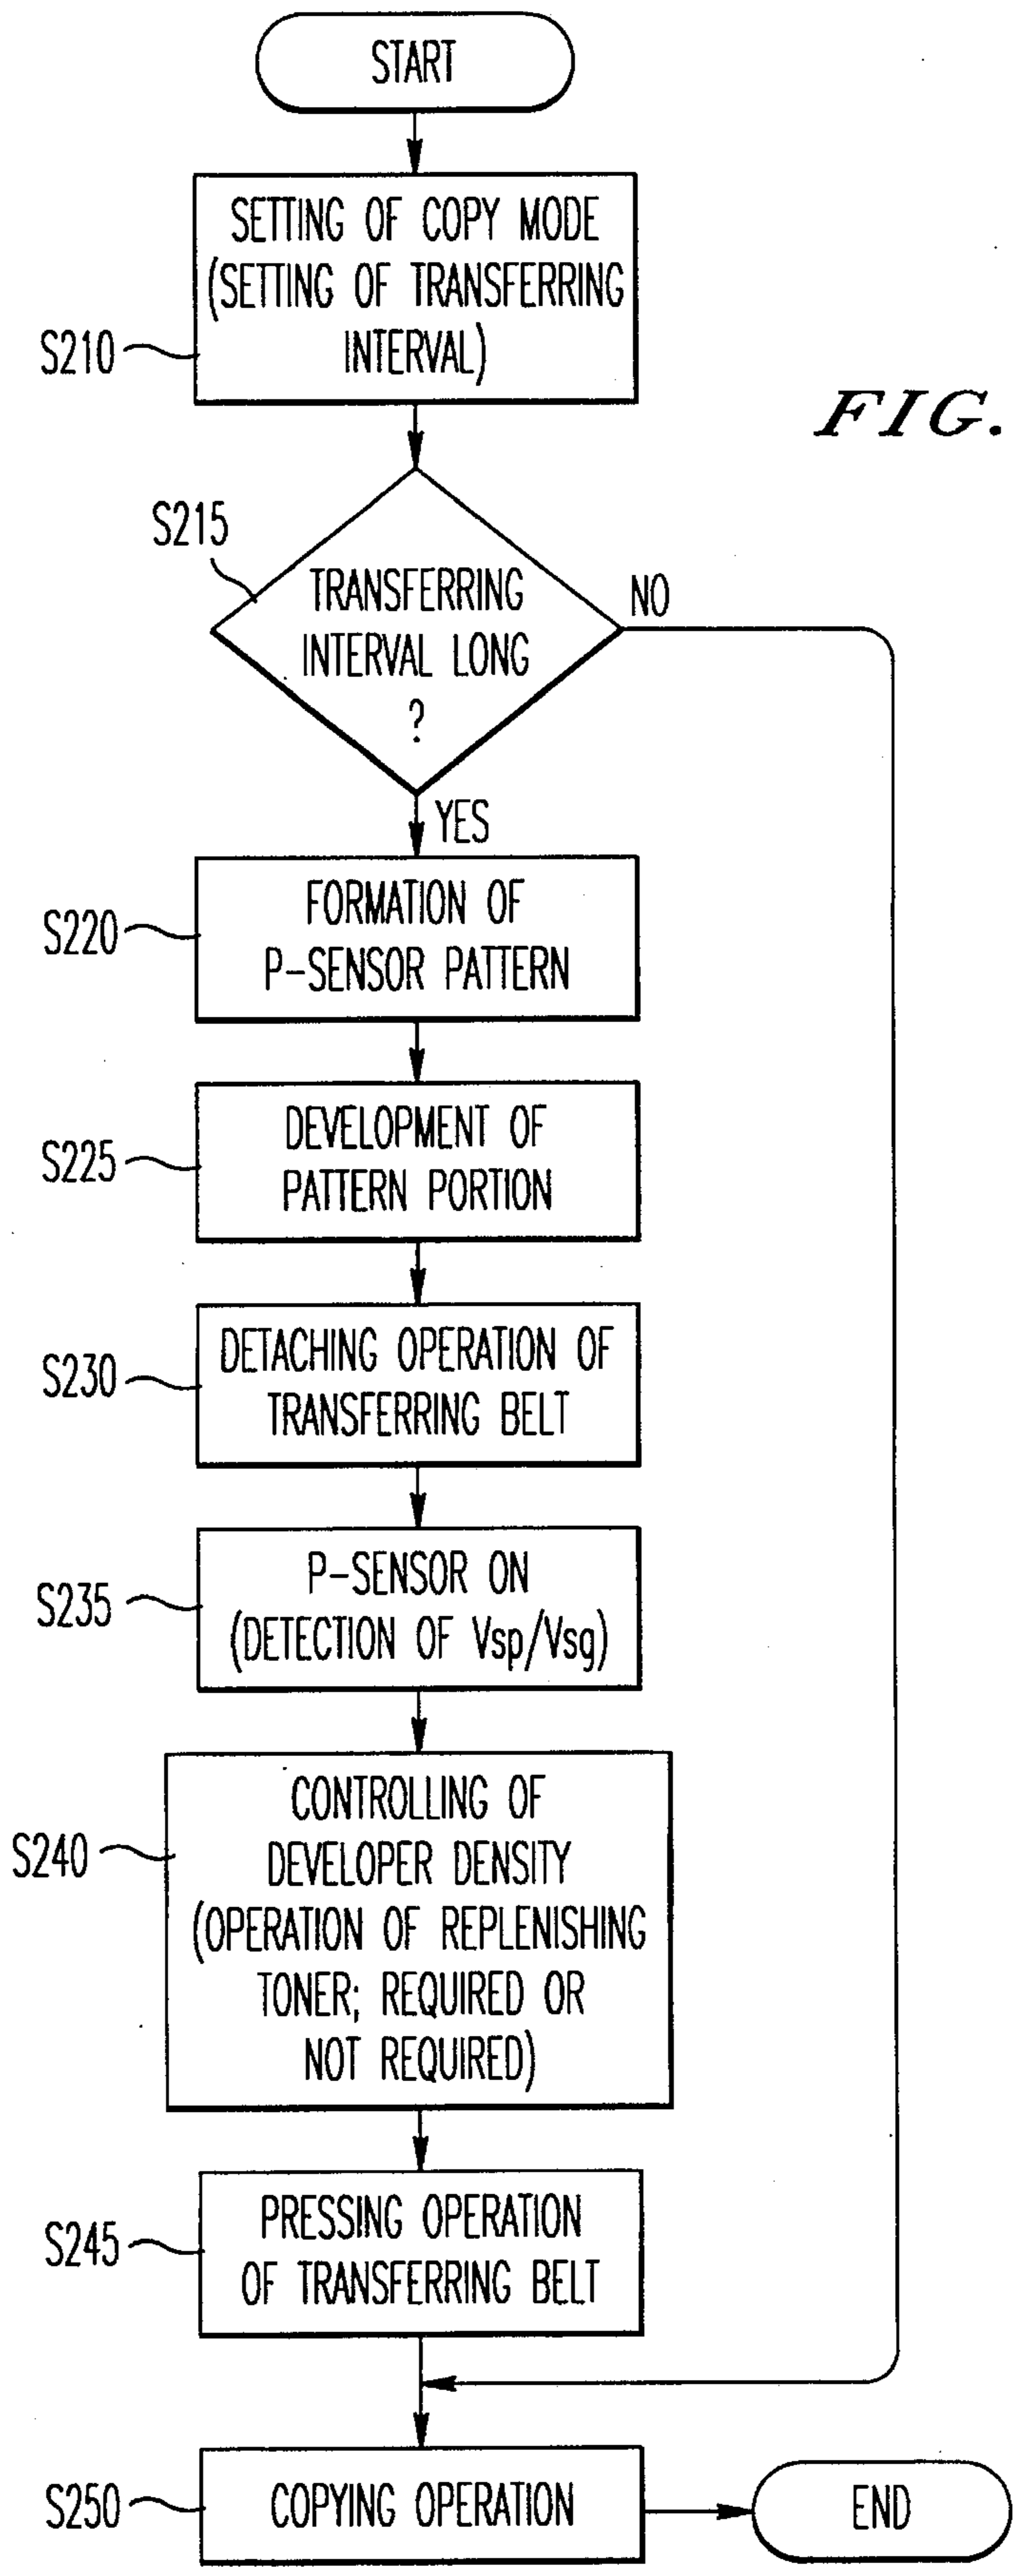 START
SETTING OF COPY MODE
(SETTING OF TRANSFERRING
INTERVAL)
S210
FIG.
S215
TRANSFERRING
INTERVAL LONG
?
NO
YES
S220
FORMATION OF
P-SENSOR PATTERN
S225
DEVELOPMENT OF
PATTERN PORTION
S230
DETACHING OPERATION OF
TRANSFERRING BELT
S235
P-SENSOR ON
(DETECTION OF Vsp/Vsg)
S240
CONTROLLING OF
DEVELOPER DENSITY
(OPERATION OF REPLENISHING
TONER; REQUIRED OR
NOT REQUIRED)
S245
PRESSING OPERATION
OF TRANSFERRING BELT
S250
COPYING OPERATION
END